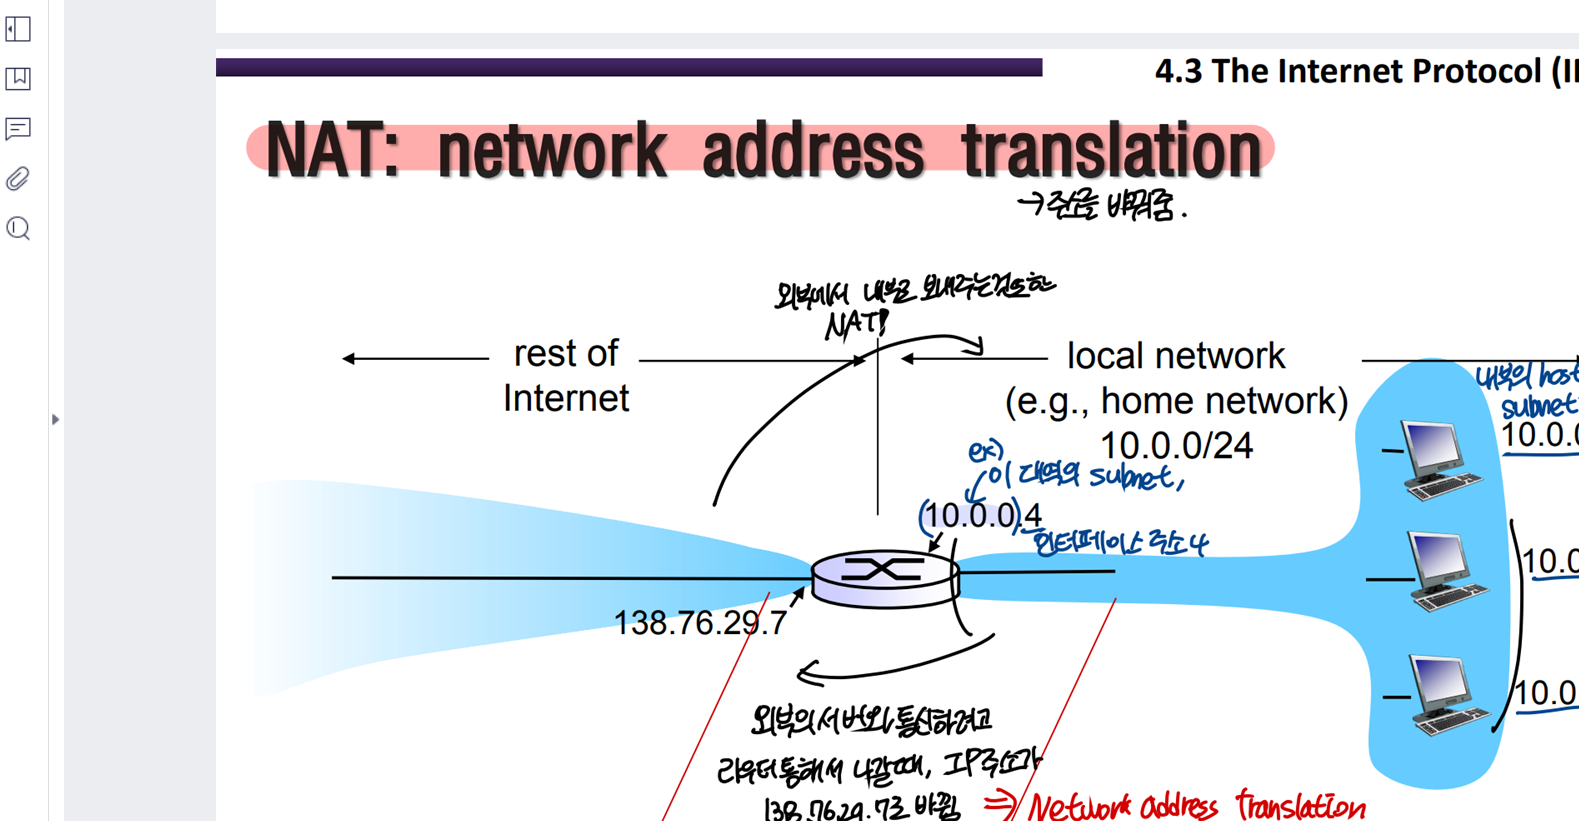 4.3 The Internet Protocol (I
NAT: network address translation
→ 주소를 바꿔줌.
외부에서 내부로 보내주는것도한
NAT!
rest of
Internet
local network
(e.g., home network)
10.0.0/24
내부의 host
subnet
10.0.0
ex)
이 대역의 subnet,
(10.0.0).4
인터페이스 주소 4
10.0
138.76.29.7
10.0
외부의 서버와 통신하려고
라우터 통해서 나갈때, IP주소가
138.76.29.7로 바뀜 ⇒ Network address translation